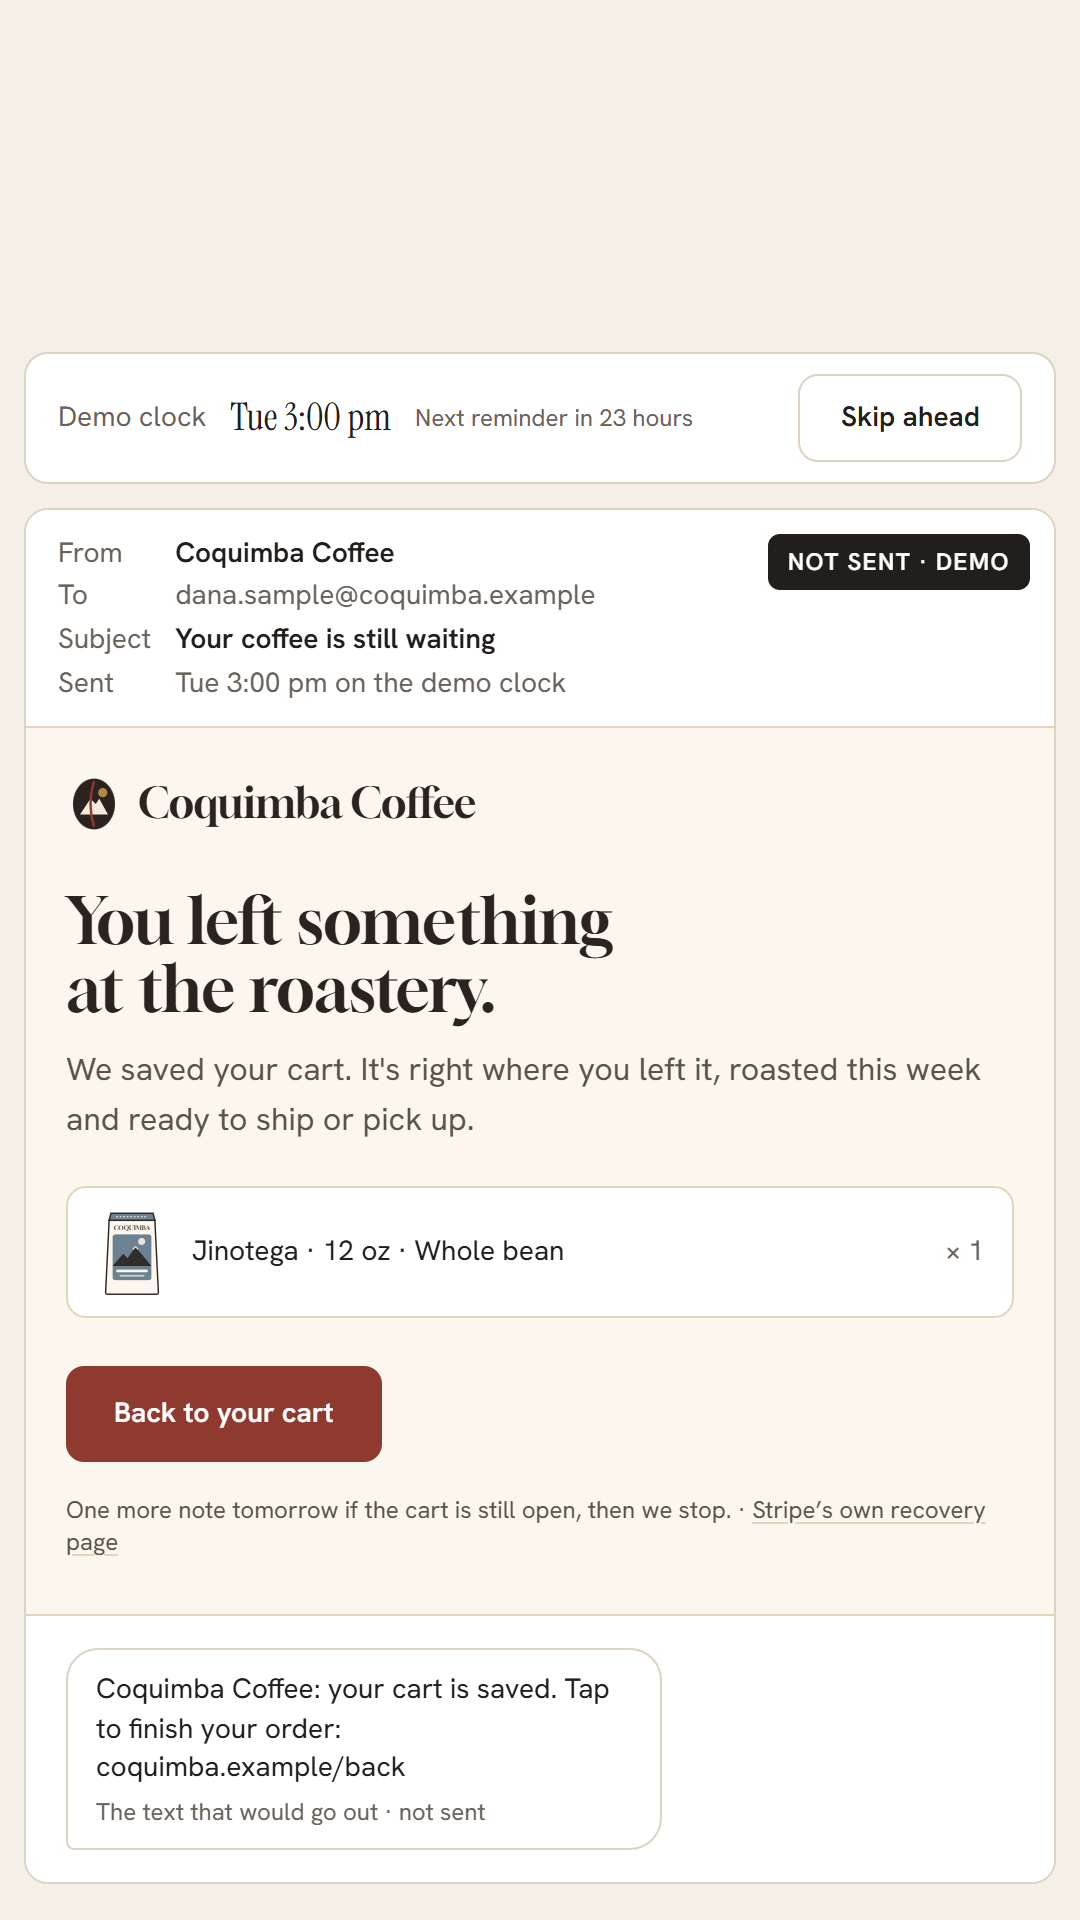 Demo clock Tue 3:00 pm Next reminder in 23 hours Skip ahead
From Coquimba Coffee NOT SENT · DEMO
To dana.sample@coquimba.example
Subject Your coffee is still waiting
Sent Tue 3:00 pm on the demo clock
Coquimba Coffee
You left something
at the roastery.
We saved your cart. It's right where you left it, roasted this week
and ready to ship or pick up.
COQUIMBA
Jinotega · 12 oz · Whole bean × 1
Back to your cart
One more note tomorrow if the cart is still open, then we stop. · Stripe’s own recovery
page
Coquimba Coffee: your cart is saved. Tap
to finish your order:
coquimba.example/back
The text that would go out · not sent